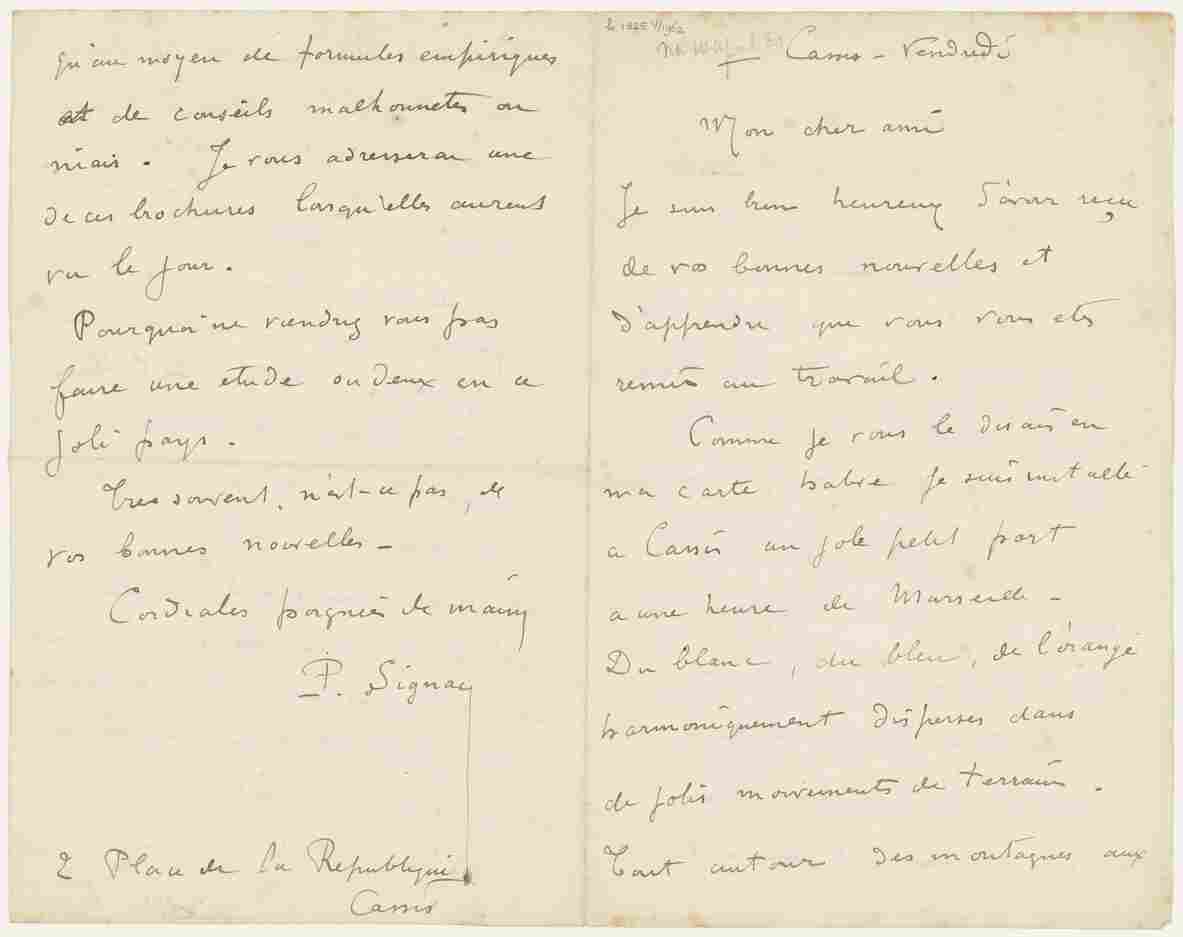 Cassis - Vendredi
Mon cher ami
Je suis bien heureux d'avoir reçu
de vos bonnes nouvelles et
d'apprendre que vous vous etes
remis au travail.
Comme je vous le disais en
ma carte je suis installé
a Cassis un joli petit port
a une heure de Marseille -
Du blanc, du bleu, de l'orangé
harmoniquement disperses dans
de jolis mouvements de terrain.
Tout autour des montagnes aux
qu'au moyen de formules empiriques
et de conseils malhonnetes ou
niais. Je vous adresserai une
de ces brochures lorsqu'elles auront
vu le jour.
Pourquoi ne viendrez vous pas
faire une etude ou deux en ce
joli pays.
Tres souvent, n'est-ce pas, de
vos bonnes nouvelles -
Cordiales poignées de main
P. Signac
2 Place de la Republique
Cassis